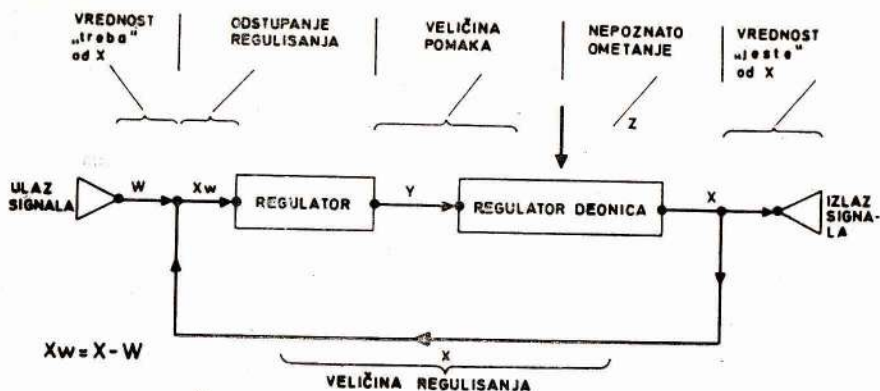 VREDNOST
„treba”
od X
ODSTUPANJE
REGULISANJA
VELIČINA
POMAKA
NEPOZNATO
OMETANJE
VREDNOST
„jeste”
od X
Z
ULAZ
SIGNALA
W
Xw
REGULATOR
Y
REGULATOR DEONICA
X
IZLAZ
SIGNA-
LA
Xw = X - W
X
VELIČINA REGULISANJA